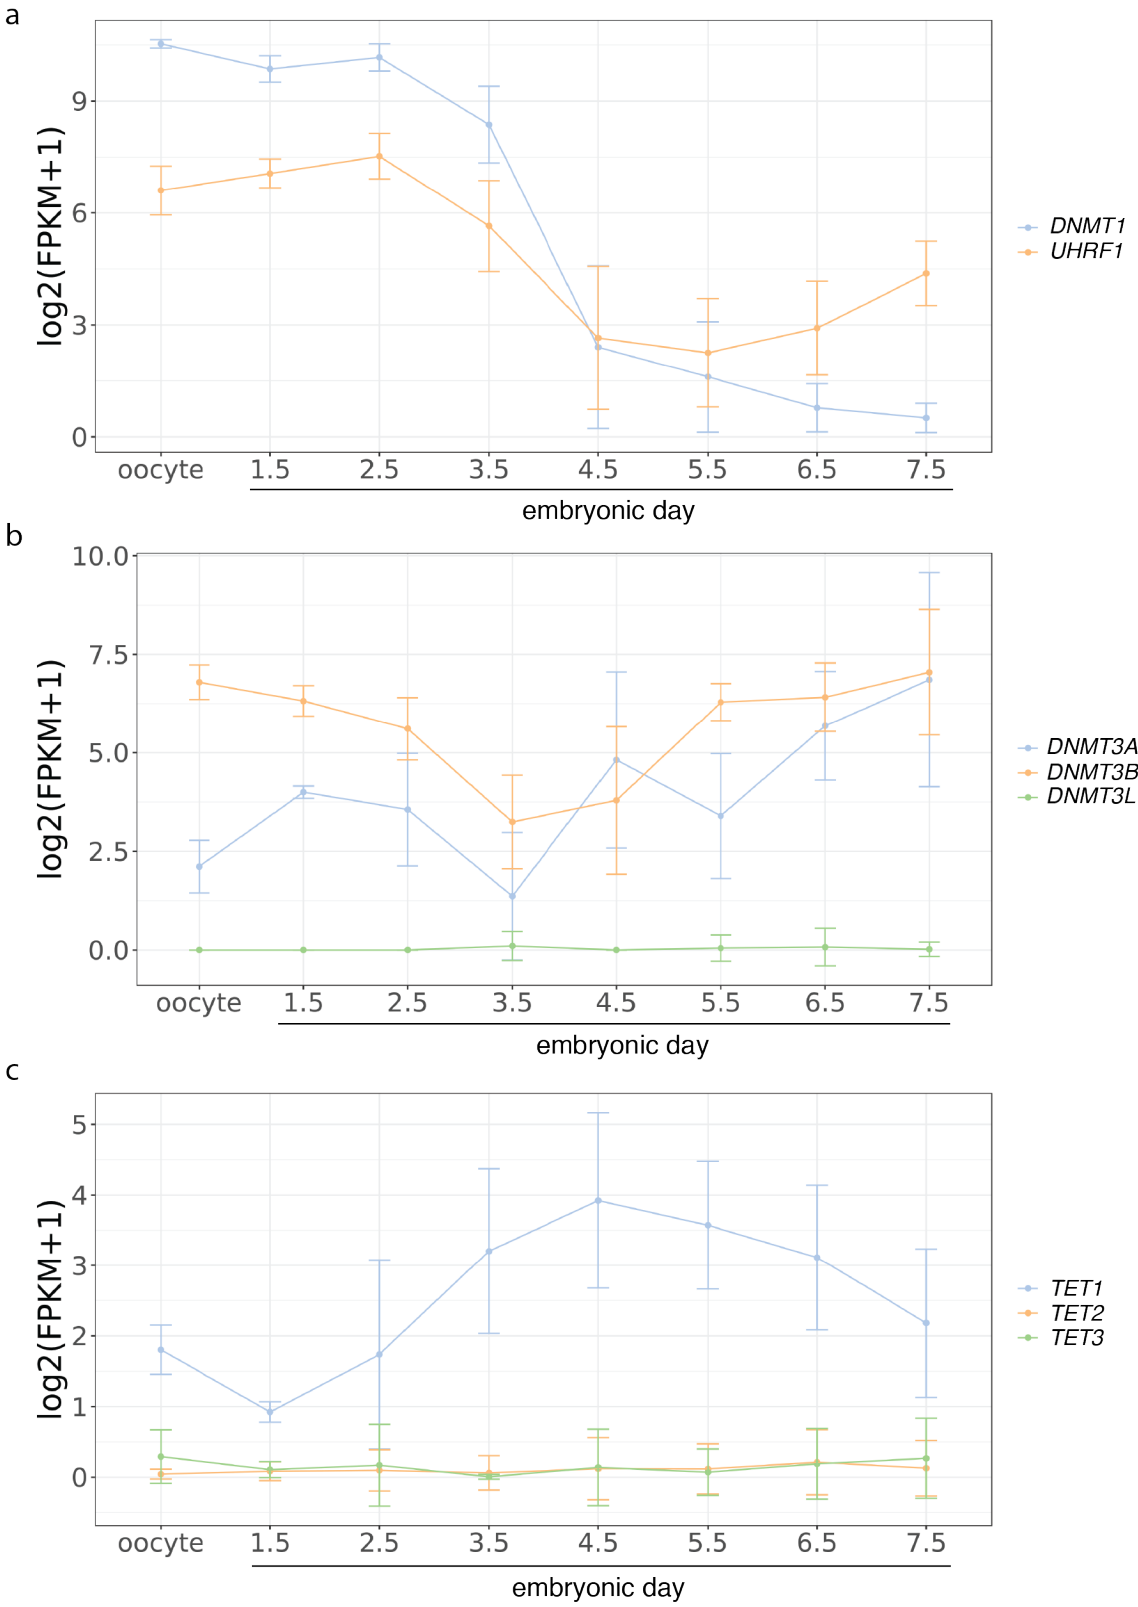 a
log2(FPKM+1)
9
6
3
0
oocyte 1.5 2.5 3.5 4.5 5.5 6.5 7.5
embryonic day
DNMT1
UHRF1
b
log2(FPKM+1)
10.0
7.5
5.0
2.5
0.0
oocyte 1.5 2.5 3.5 4.5 5.5 6.5 7.5
embryonic day
DNMT3A
DNMT3B
DNMT3L
c
log2(FPKM+1)
5
4
3
2
1
0
oocyte 1.5 2.5 3.5 4.5 5.5 6.5 7.5
embryonic day
TET1
TET2
TET3